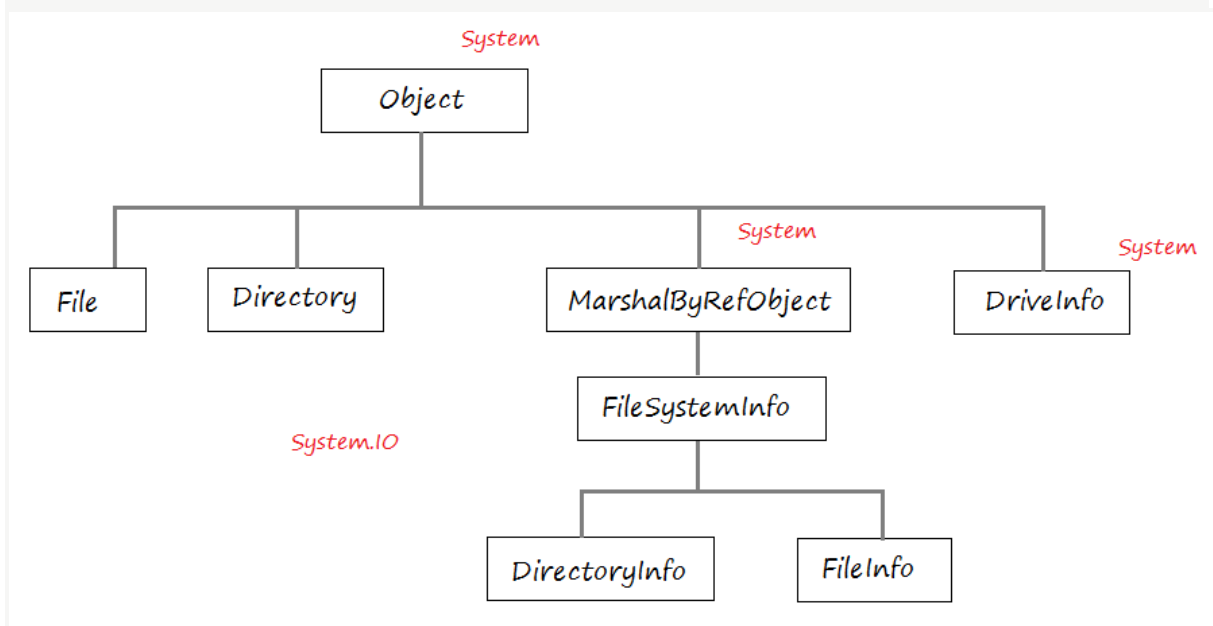 System
Object
System
System
File
Directory
MarshalByRefObject
DriveInfo
FileSystemInfo
System.IO
DirectoryInfo
FileInfo